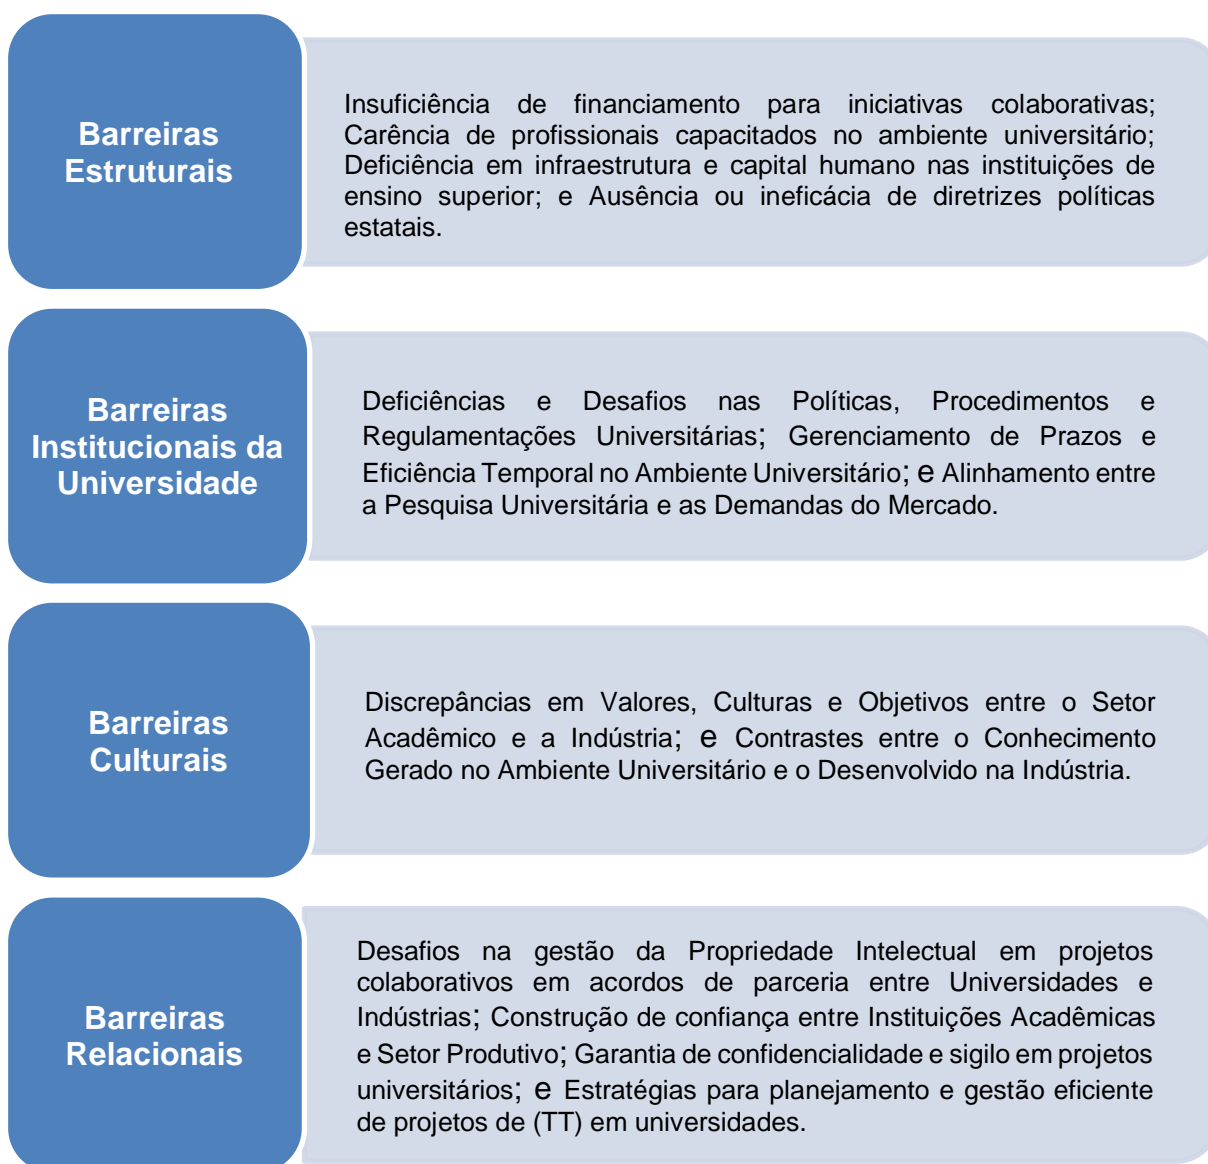 Barreiras
Estruturais
Insuficiência de financiamento para iniciativas colaborativas;
Carência de profissionais capacitados no ambiente universitário;
Deficiência em infraestrutura e capital humano nas instituições de
ensino superior; e Ausência ou ineficácia de diretrizes políticas
estatais.
Barreiras
Institucionais da
Universidade
Deficiências e Desafios nas Políticas, Procedimentos e
Regulamentações Universitárias; Gerenciamento de Prazos e
Eficiência Temporal no Ambiente Universitário; e Alinhamento entre
a Pesquisa Universitária e as Demandas do Mercado.
Barreiras
Culturais
Discrepâncias em Valores, Culturas e Objetivos entre o Setor
Acadêmico e a Indústria; e Contrastes entre o Conhecimento
Gerado no Ambiente Universitário e o Desenvolvido na Indústria.
Barreiras
Relacionais
Desafios na gestão da Propriedade Intelectual em projetos
colaborativos em acordos de parceria entre Universidades e
Indústrias; Construção de confiança entre Instituições Acadêmicas
e Setor Produtivo; Garantia de confidencialidade e sigilo em projetos
universitários; e Estratégias para planejamento e gestão eficiente
de projetos de (TT) em universidades.